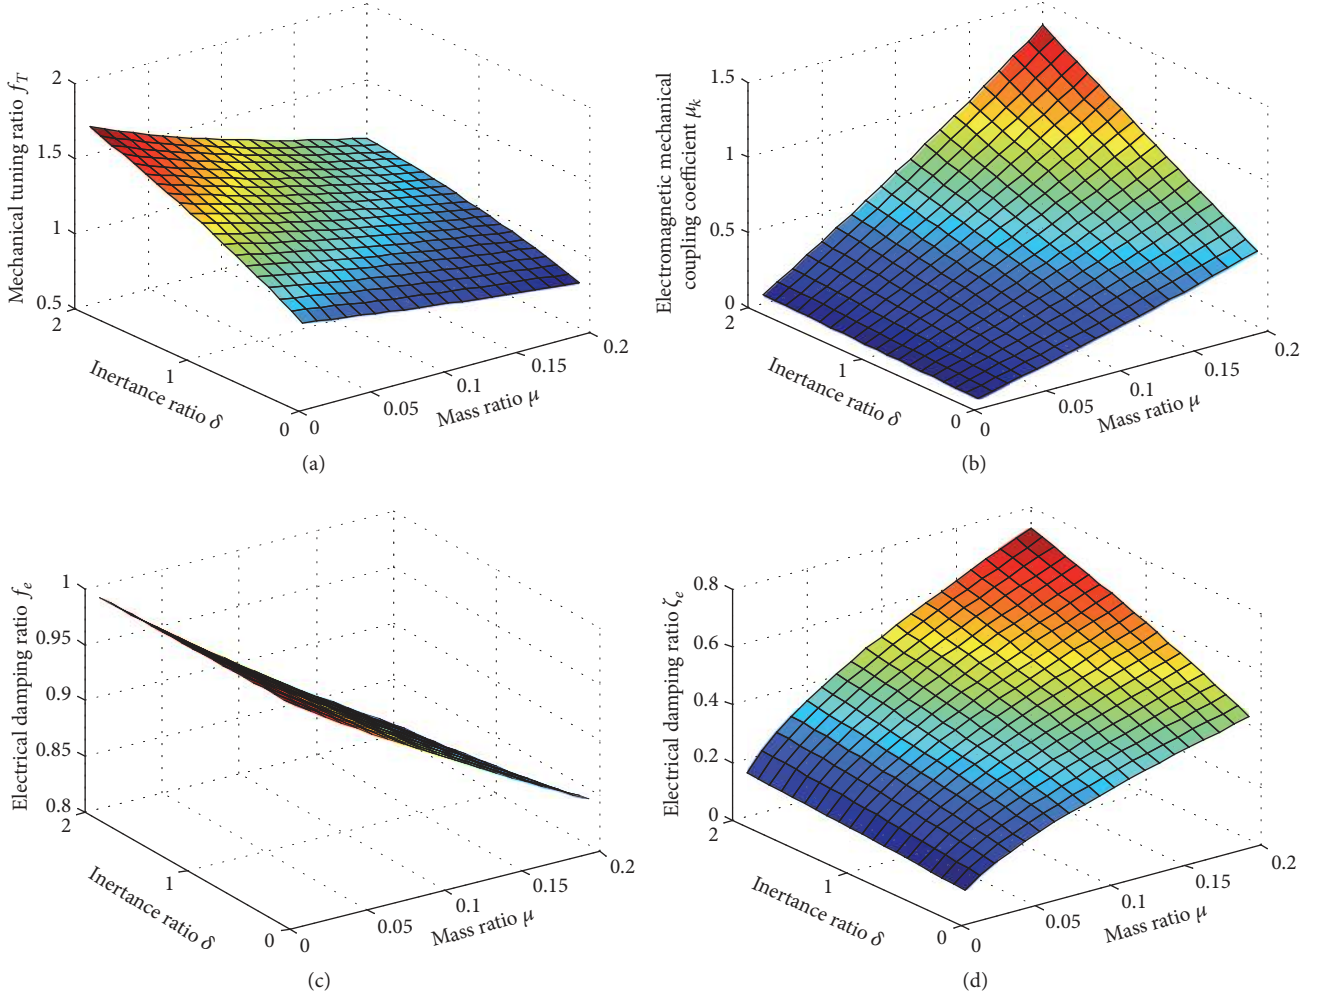 Mechanical tuning ratio f_T
2
1.5
1
0.5
2
1
0
Inertance ratio δ
0
0.05
0.1
0.15
0.2
Mass ratio μ
(a)
Electromagnetic mechanical
coupling coefficient μ_k
1.5
1
0.5
0
2
1
0
Inertance ratio δ
0
0.05
0.1
0.15
0.2
Mass ratio μ
(b)
Electrical damping ratio f_e
1
0.95
0.9
0.85
0.8
2
1
0
Inertance ratio δ
0
0.05
0.1
0.15
0.2
Mass ratio μ
(c)
Electrical damping ratio ζ_e
0.8
0.6
0.4
0.2
0
2
1
0
Inertance ratio δ
0
0.05
0.1
0.15
0.2
Mass ratio μ
(d)